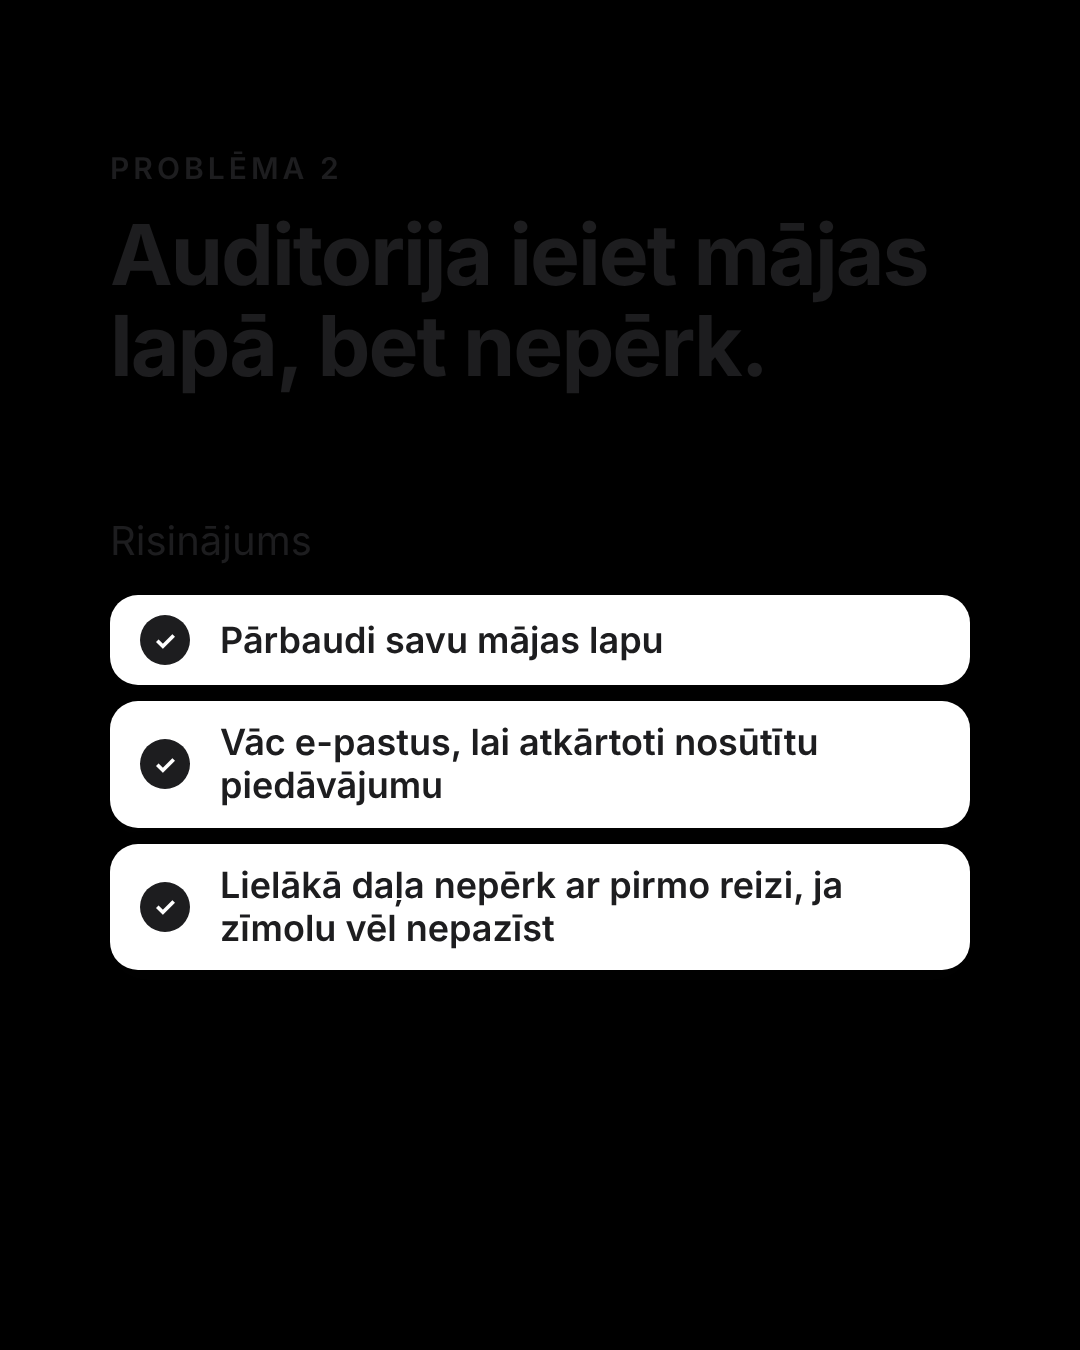 PROBLĒMA 2
Auditorija ieiet mājas
lapā, bet nepērk.
Risinājums
Pārbaudi savu mājas lapu
Vāc e-pastus, lai atkārtoti nosūtītu
piedāvājumu
Lielākā daļa nepērk ar pirmo reizi, ja
zīmolu vēl nepazīst